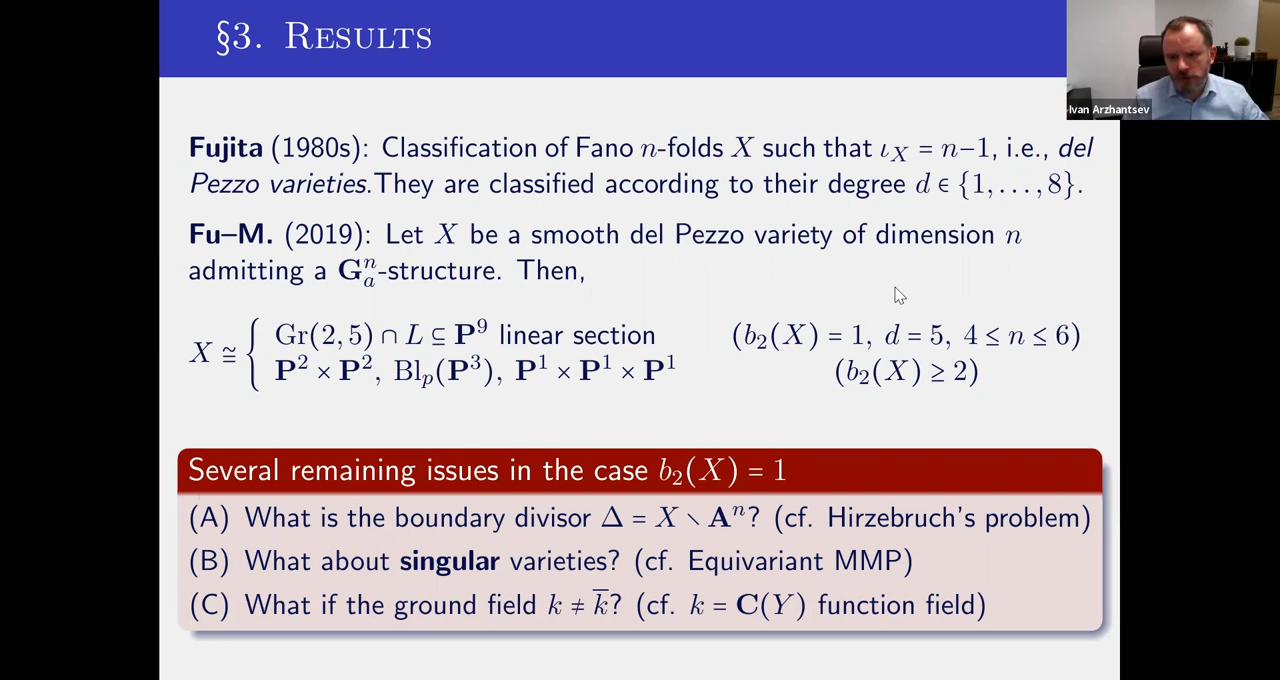 §3. Results
Fujita (1980s): Classification of Fano n-folds X such that ι_X = n−1, i.e., del
Pezzo varieties.They are classified according to their degree d ∈ {1, . . . , 8}.
Fu–M. (2019): Let X be a smooth del Pezzo variety of dimension n
admitting a G_a^n-structure. Then,
X ≅ { Gr(2, 5) ∩ L ⊆ P^9 linear section (b_2(X) = 1, d = 5, 4 ≤ n ≤ 6)
P^2 × P^2, Bl_p(P^3), P^1 × P^1 × P^1 (b_2(X) ≥ 2)
Several remaining issues in the case b_2(X) = 1
(A) What is the boundary divisor Δ = X ∖ A^n? (cf. Hirzebruch's problem)
(B) What about singular varieties? (cf. Equivariant MMP)
(C) What if the ground field k ≠ k̅? (cf. k = C(Y) function field)
Ivan Arzhantsev